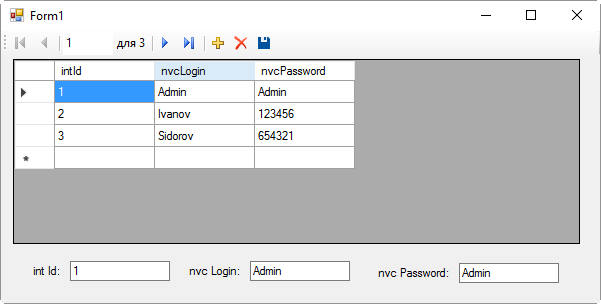 Form1
1 для 3
intId nvcLogin nvcPassword
1 Admin Admin
2 Ivanov 123456
3 Sidorov 654321
*
int Id: 1 nvc Login: Admin nvc Password: Admin